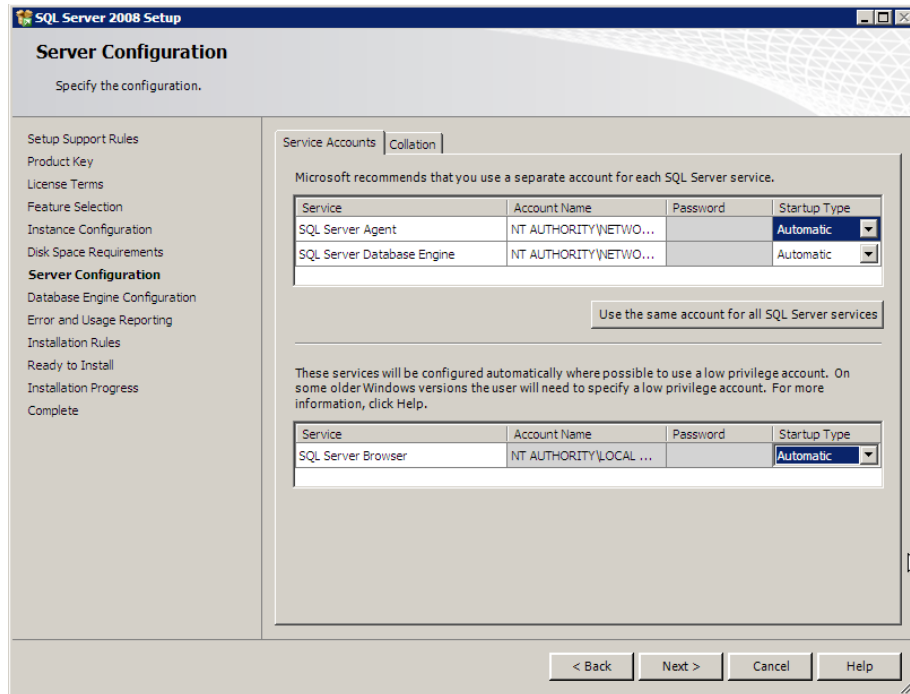 SQL Server 2008 Setup
Server Configuration
Specify the configuration.
Setup Support Rules
Product Key
License Terms
Feature Selection
Instance Configuration
Disk Space Requirements
Server Configuration
Database Engine Configuration
Error and Usage Reporting
Installation Rules
Ready to Install
Installation Progress
Complete
Service Accounts Collation
Microsoft recommends that you use a separate account for each SQL Server service.
Service Account Name Password Startup Type
SQL Server Agent NT AUTHORITY\NETWO... Automatic
SQL Server Database Engine NT AUTHORITY\NETWO... Automatic
Use the same account for all SQL Server services
These services will be configured automatically where possible to use a low privilege account. On
some older Windows versions the user will need to specify a low privilege account. For more
information, click Help.
Service Account Name Password Startup Type
SQL Server Browser NT AUTHORITY\LOCAL ... Automatic
< Back Next > Cancel Help